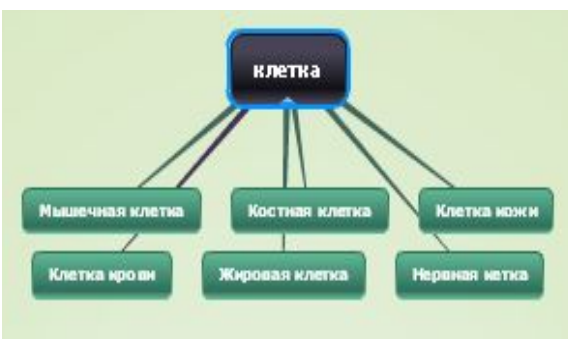 клетка
Мышечная клетка
Костная клетка
Клетка кожи
Клетка крови
Жировая клетка
Нервная кетка